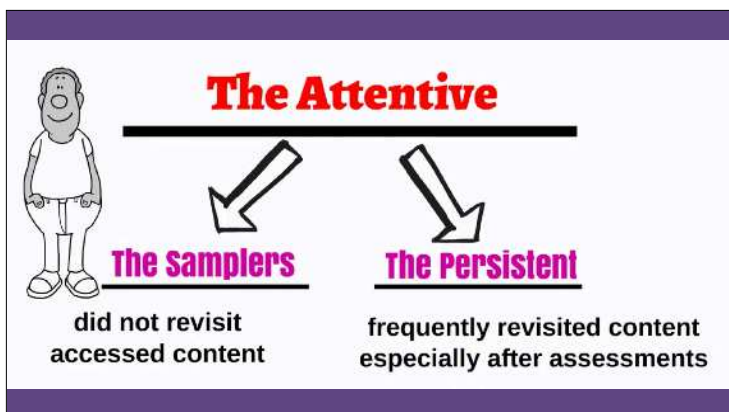 The Attentive
The Samplers
did not revisit
accessed content
The Persistent
frequently revisited content
especially after assessments